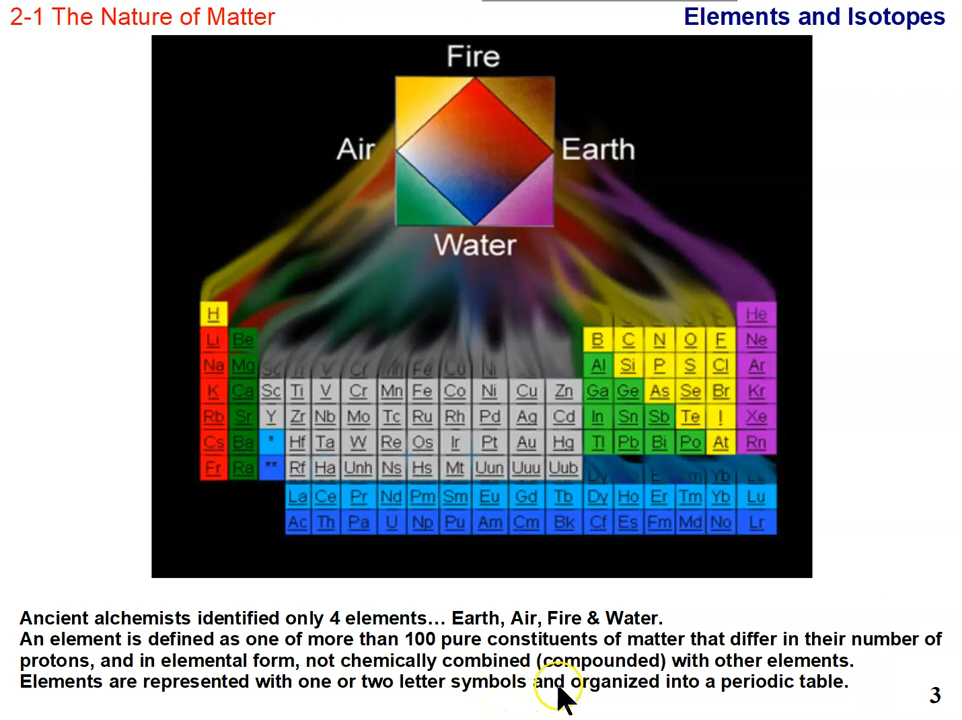 2-1 The Nature of Matter
Elements and Isotopes
Fire
Air
Earth
Water
H He
Li Be B C N O F Ne
Na Mg Al Si P S Cl Ar
K Ca Sc Ti V Cr Mn Fe Co Ni Cu Zn Ga Ge As Se Br Kr
Rb Sr Y Zr Nb Mo Tc Ru Rh Pd Ag Cd In Sn Sb Te I Xe
Cs Ba * Hf Ta W Re Os Ir Pt Au Hg Tl Pb Bi Po At Rn
Fr Ra ** Rf Ha Unh Ns Hs Mt Uun Uuu Uub
La Ce Pr Nd Pm Sm Eu Gd Tb Dy Ho Er Tm Yb Lu
Ac Th Pa U Np Pu Am Cm Bk Cf Es Fm Md No Lr
Ancient alchemists identified only 4 elements… Earth, Air, Fire & Water.
An element is defined as one of more than 100 pure constituents of matter that differ in their number of
protons, and in elemental form, not chemically combined (compounded) with other elements.
Elements are represented with one or two letter symbols and organized into a periodic table.
3